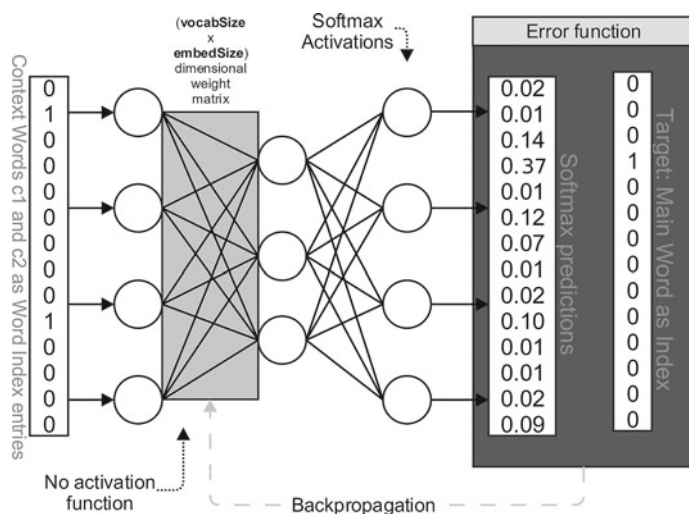 Context Words c1 and c2 as Word Index entries
0
1
0
0
0
0
0
0
0
1
0
0
0
0
(vocabSize
x
embedSize)
dimensional
weight
matrix
No activation
function
Softmax
Activations
Backpropagation
Error function
0.02
0.01
0.14
0.37
0.01
0.12
0.07
0.01
0.02
0.10
0.01
0.01
0.02
0.09
Softmax predictions
0
0
0
1
0
0
0
0
0
0
0
0
0
0
Target: Main Word as Index